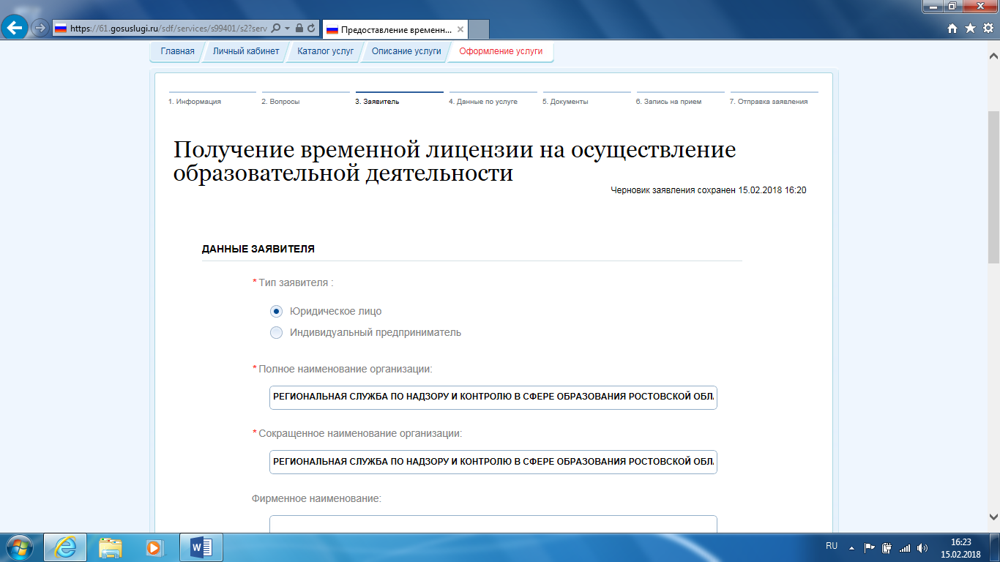 https://61.gosuslugi.ru/sdf/services/s99401/s2?serv
Предоставление временн...
Главная
Личный кабинет
Каталог услуг
Описание услуги
Оформление услуги
1. Информация
2. Вопросы
3. Заявитель
4. Данные по услуге
5. Документы
6. Запись на прием
7. Отправка заявления
Получение временной лицензии на осуществление
образовательной деятельности
Черновик заявления сохранен 15.02.2018 16:20
ДАННЫЕ ЗАЯВИТЕЛЯ
* Тип заявителя :
Юридическое лицо
Индивидуальный предприниматель
* Полное наименование организации:
РЕГИОНАЛЬНАЯ СЛУЖБА ПО НАДЗОРУ И КОНТРОЛЮ В СФЕРЕ ОБРАЗОВАНИЯ РОСТОВСКОЙ ОБЛА
* Сокращенное наименование организации:
РЕГИОНАЛЬНАЯ СЛУЖБА ПО НАДЗОРУ И КОНТРОЛЮ В СФЕРЕ ОБРАЗОВАНИЯ РОСТОВСКОЙ ОБЛА
Фирменное наименование:
RU
16:23
15.02.2018